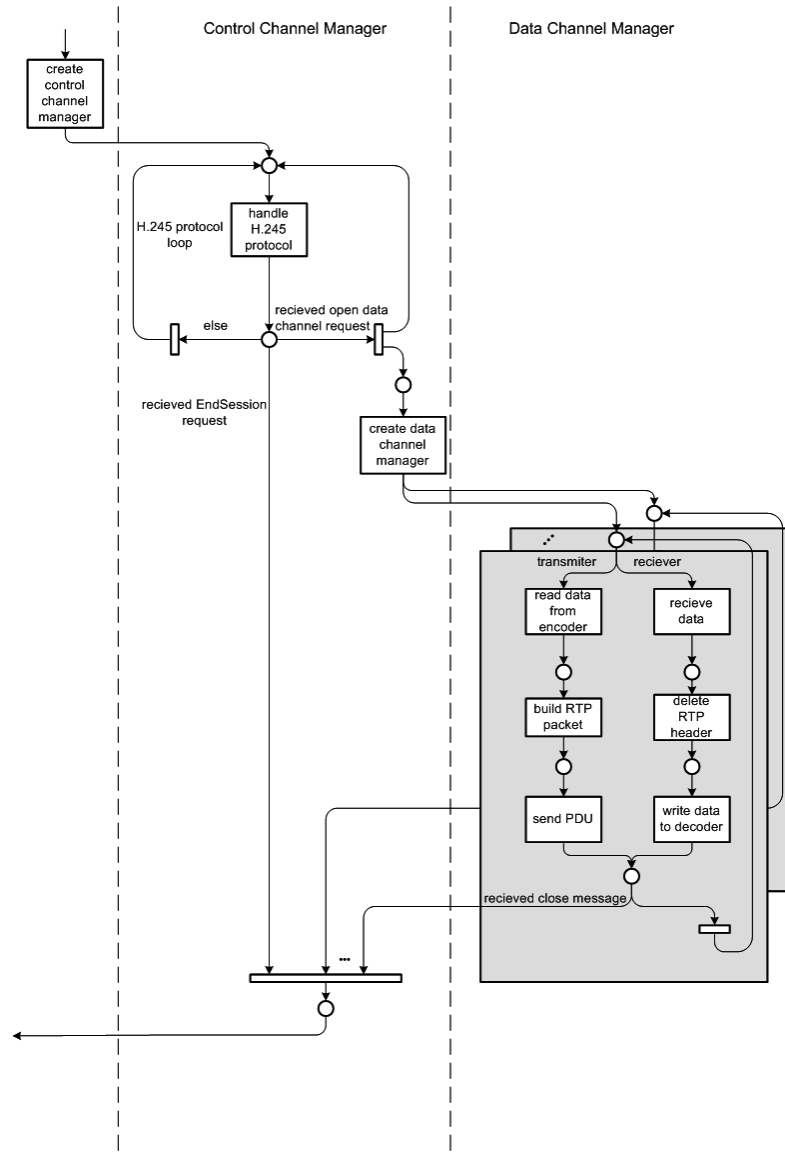 Control Channel Manager
Data Channel Manager
create
control
channel
manager
handle
H.245
protocol
H.245 protocol
loop
else
recieved open data
channel request
recieved EndSession
request
create data
channel
manager
transmiter
reciever
read data
from
encoder
recieve
data
build RTP
packet
delete
RTP
header
send PDU
write data
to decoder
recieved close message
...